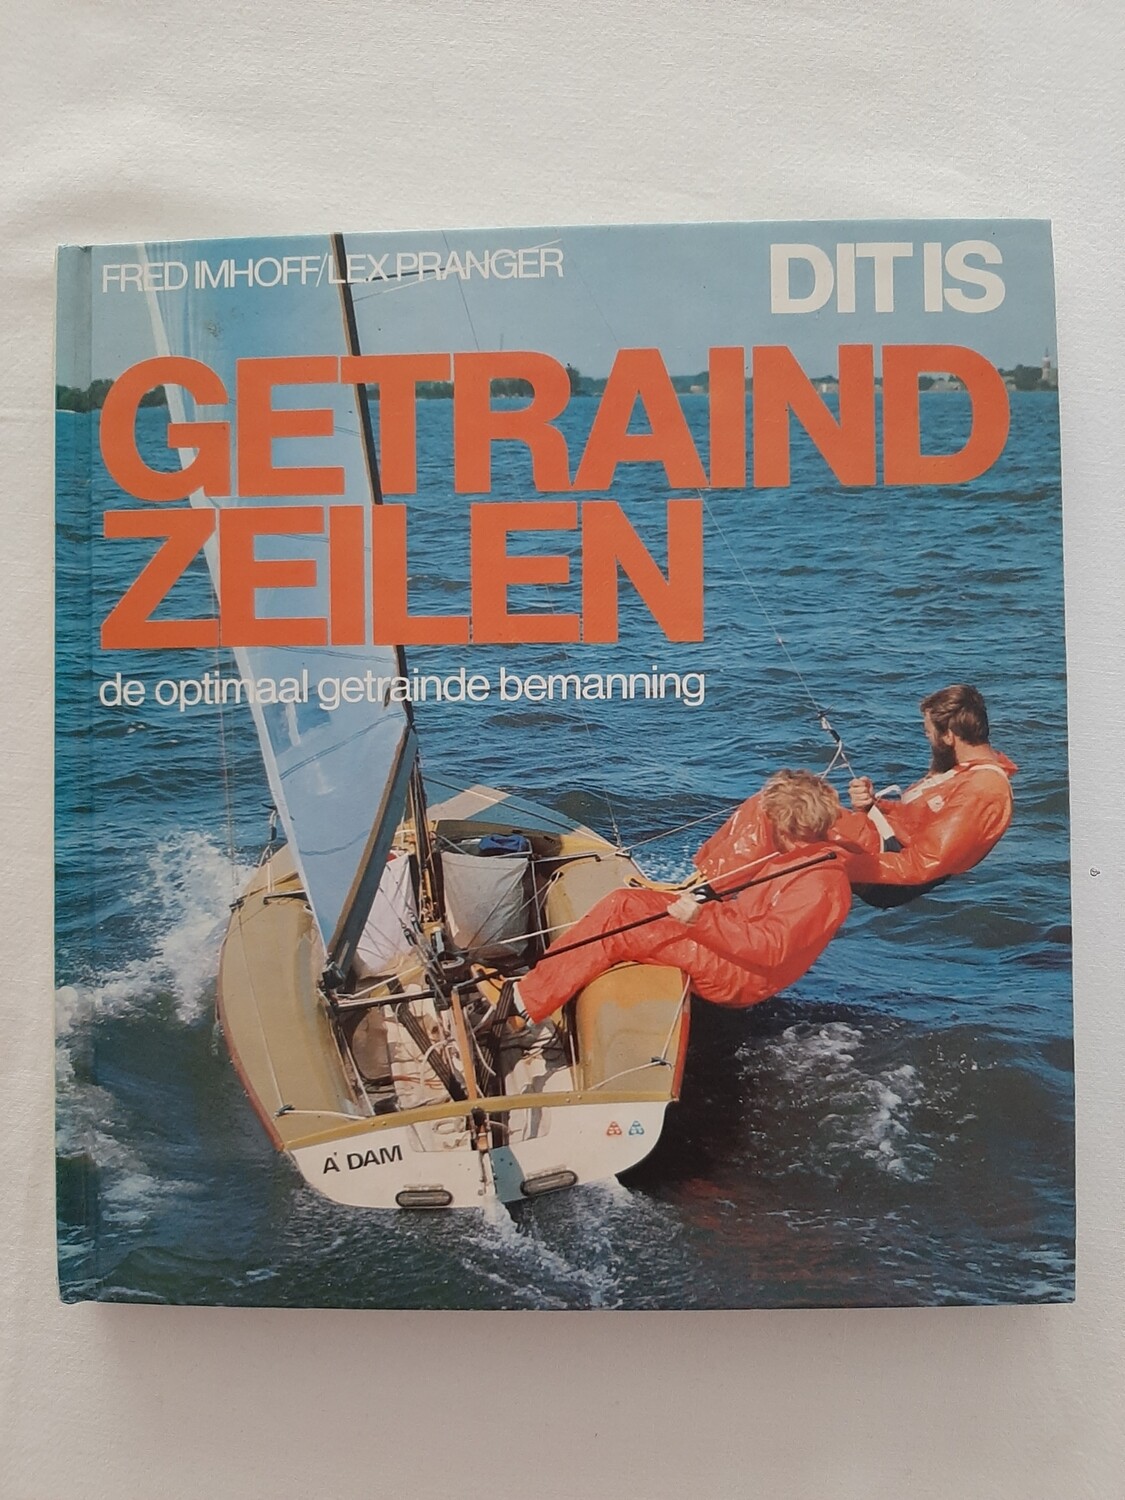 FRED IMHOFF/LEX PRANGER
DIT IS
GETRAIND
ZEILEN
de optimaal getrainde bemanning
A'DAM